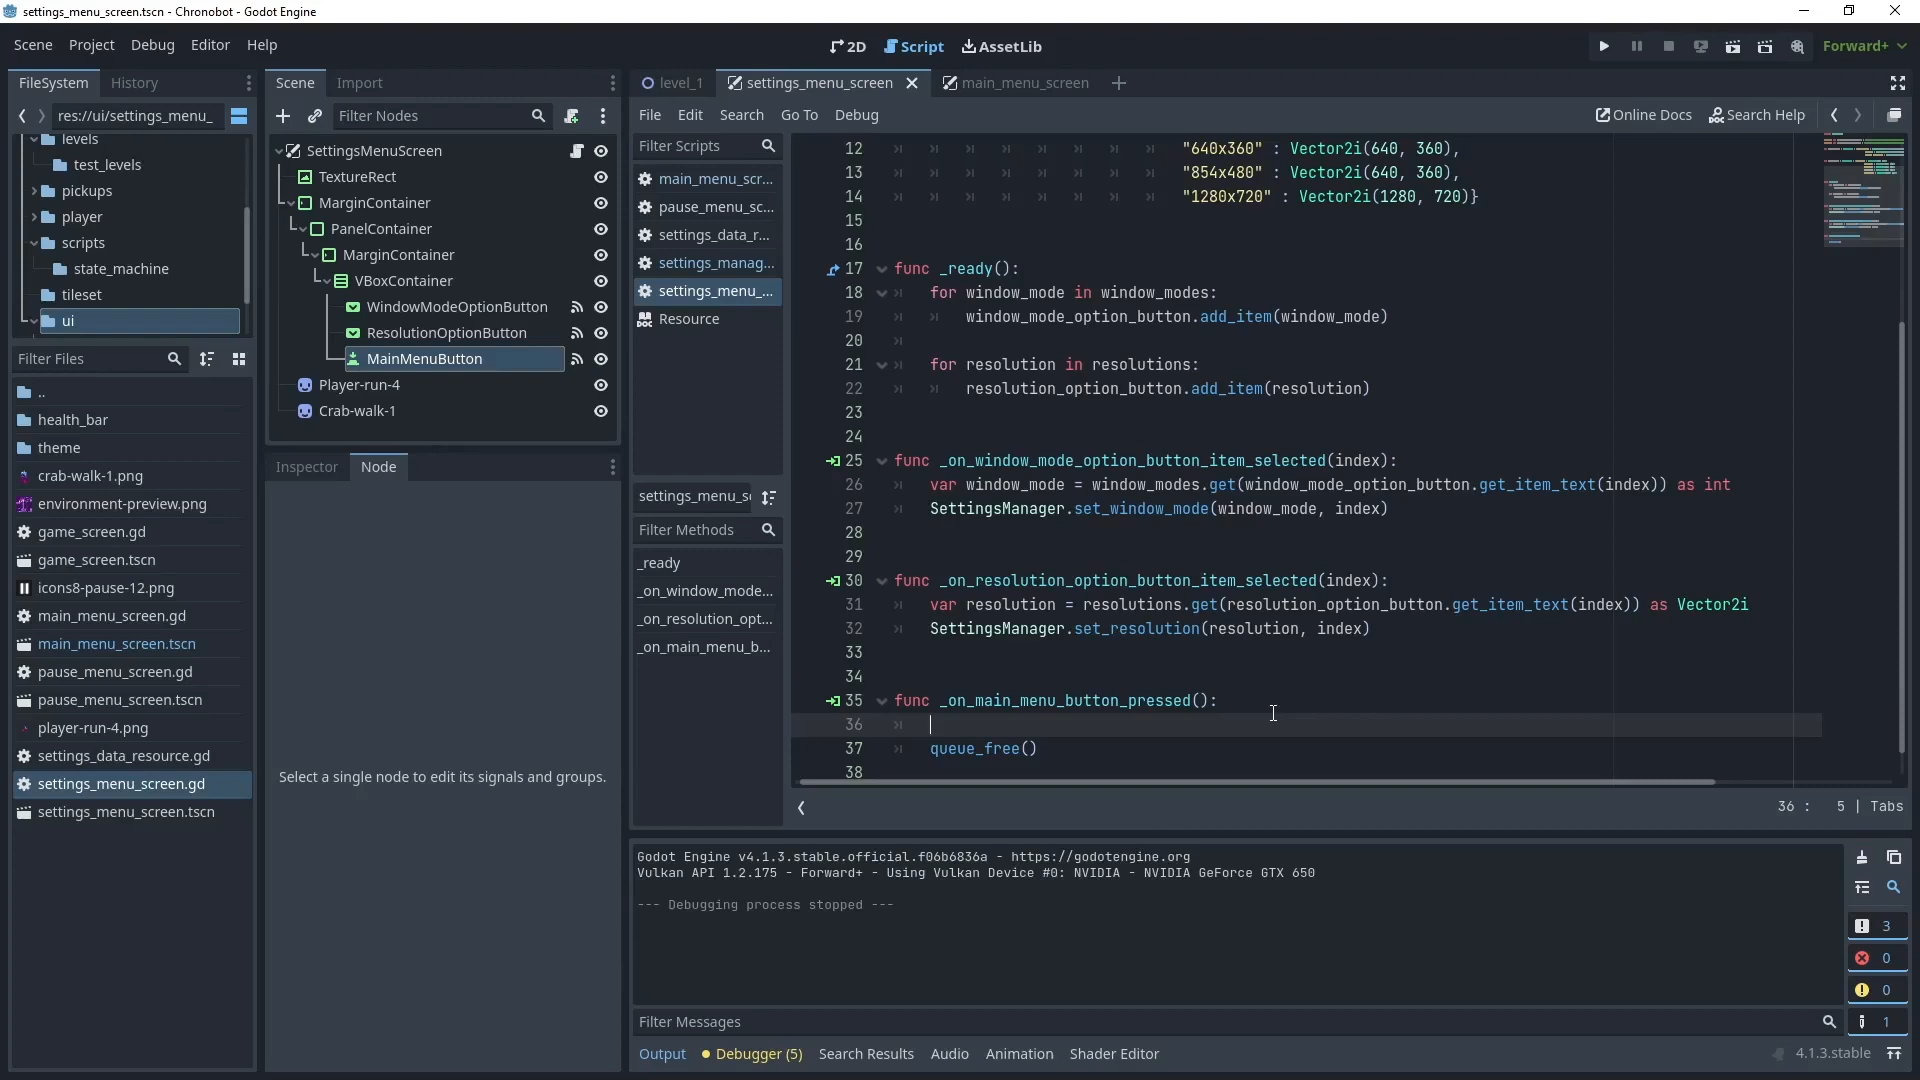 settings_menu_screen.tscn - Chronobot - Godot Engine
Scene Project Debug Editor Help
2D Script AssetLib
Forward+
FileSystem History
res://ui/settings_menu_
levels
test_levels
pickups
player
scripts
state_machine
tileset
ui
Filter Files
..
health_bar
theme
crab-walk-1.png
environment-preview.png
game_screen.gd
game_screen.tscn
icons8-pause-12.png
main_menu_screen.gd
main_menu_screen.tscn
pause_menu_screen.gd
pause_menu_screen.tscn
player-run-4.png
settings_data_resource.gd
settings_menu_screen.gd
settings_menu_screen.tscn
Scene Import
Filter Nodes
SettingsMenuScreen
TextureRect
MarginContainer
PanelContainer
MarginContainer
VBoxContainer
WindowModeOptionButton
ResolutionOptionButton
MainMenuButton
Player-run-4
Crab-walk-1
Inspector Node
Select a single node to edit its signals and groups.
level_1 settings_menu_screen main_menu_screen
File Edit Search Go To Debug
Online Docs Search Help
Filter Scripts
main_menu_scr...
pause_menu_sc...
settings_data_r...
settings_manag...
settings_menu_...
Resource
settings_menu_s
Filter Methods
_ready
_on_window_mode...
_on_resolution_opt...
_on_main_menu_b...
12 "640x360" : Vector2i(640, 360),
13 "854x480" : Vector2i(640, 360),
14 "1280x720" : Vector2i(1280, 720)}
15
16
17 func _ready():
18 for window_mode in window_modes:
19 window_mode_option_button.add_item(window_mode)
20
21 for resolution in resolutions:
22 resolution_option_button.add_item(resolution)
23
24
25 func _on_window_mode_option_button_item_selected(index):
26 var window_mode = window_modes.get(window_mode_option_button.get_item_text(index)) as int
27 SettingsManager.set_window_mode(window_mode, index)
28
29
30 func _on_resolution_option_button_item_selected(index):
31 var resolution = resolutions.get(resolution_option_button.get_item_text(index)) as Vector2i
32 SettingsManager.set_resolution(resolution, index)
33
34
35 func _on_main_menu_button_pressed():
36
37 queue_free()
38
36 : 5 | Tabs
Godot Engine v4.1.3.stable.official.f06b6836a - https://godotengine.org
Vulkan API 1.2.175 - Forward+ - Using Vulkan Device #0: NVIDIA - NVIDIA GeForce GTX 650
--- Debugging process stopped ---
3
0
0
1
Filter Messages
Output Debugger (5) Search Results Audio Animation Shader Editor
4.1.3.stable